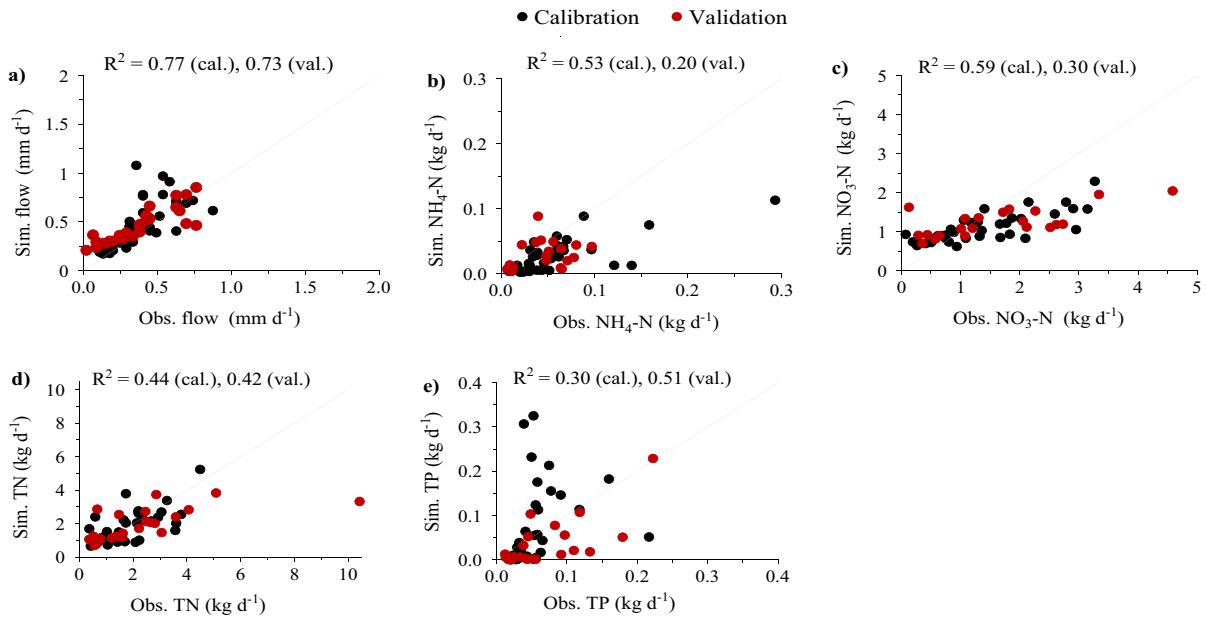 Calibration Validation
a)
R² = 0.77 (cal.), 0.73 (val.)
Sim. flow (mm d⁻¹)
2
1.5
1
0.5
0
0.0 0.5 1.0 1.5 2.0
Obs. flow (mm d⁻¹)
b)
R² = 0.53 (cal.), 0.20 (val.)
Sim. NH₄-N (kg d⁻¹)
0.3
0.2
0.1
0.0
0.0 0.1 0.2 0.3
Obs. NH₄-N (kg d⁻¹)
c)
R² = 0.59 (cal.), 0.30 (val.)
Sim. NO₃-N (kg d⁻¹)
5
4
3
2
1
0
0 1 2 3 4 5
Obs. NO₃-N (kg d⁻¹)
d)
R² = 0.44 (cal.), 0.42 (val.)
Sim. TN (kg d⁻¹)
10
8
6
4
2
0
0 2 4 6 8 10
Obs. TN (kg d⁻¹)
e)
R² = 0.30 (cal.), 0.51 (val.)
Sim. TP (kg d⁻¹)
0.4
0.3
0.2
0.1
0.0
0.0 0.1 0.2 0.3 0.4
Obs. TP (kg d⁻¹)